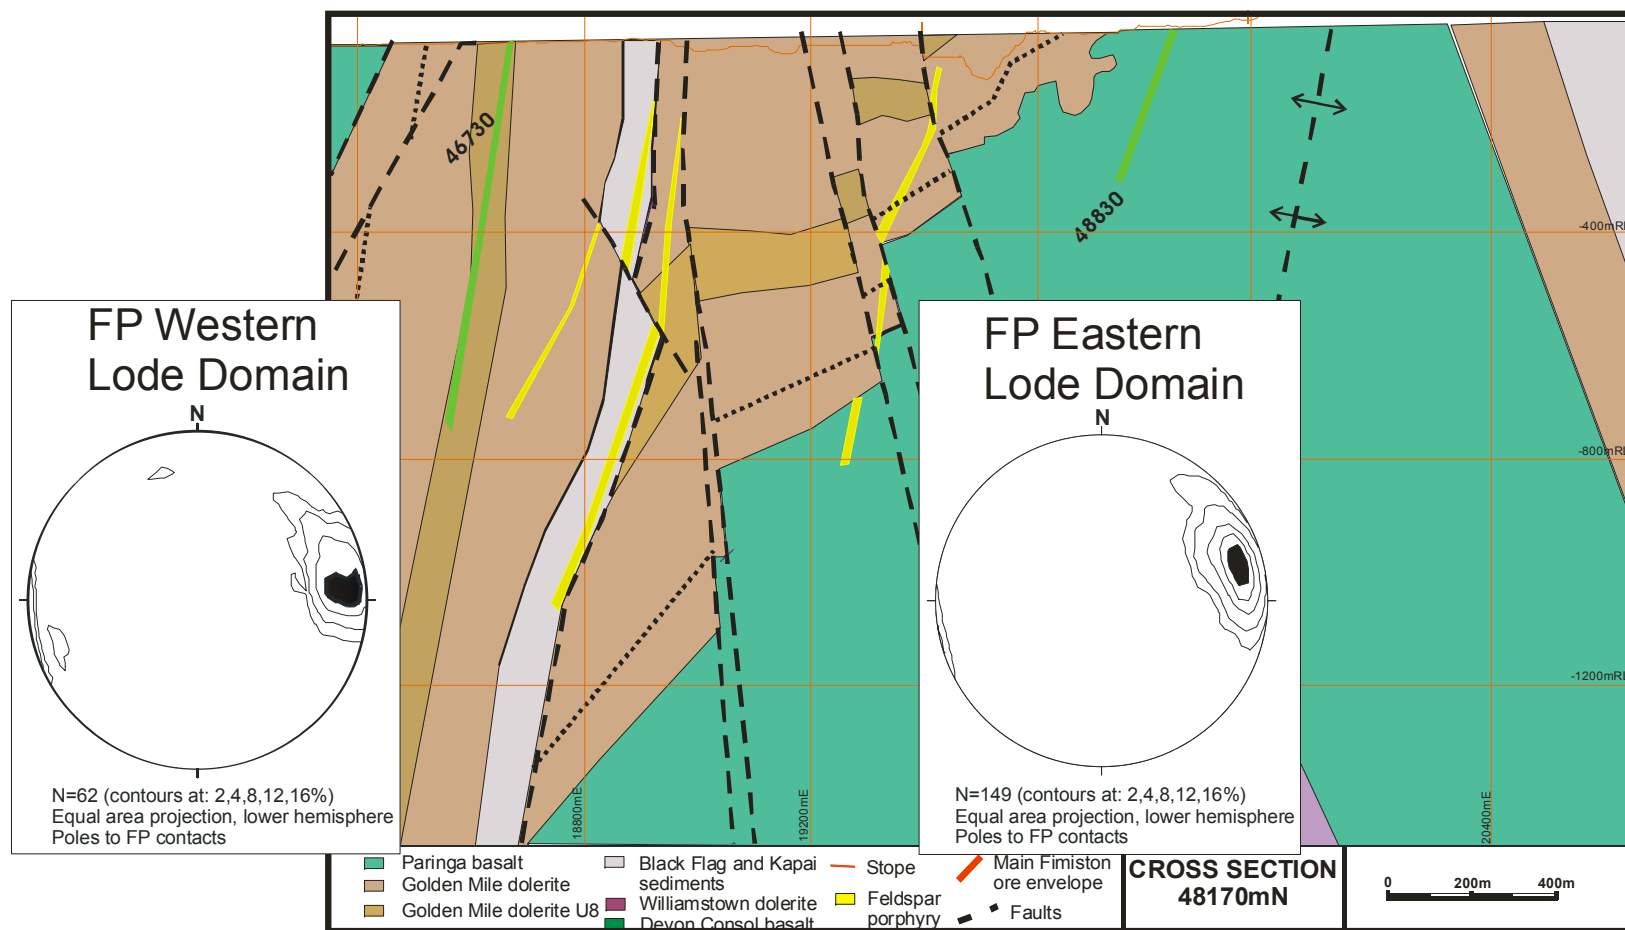 46730
48830
-400mRL
-800mRL
-1200mRL
18800mE
19200mE
20400mE
FP Western
Lode Domain
N
N=62 (contours at: 2,4,8,12,16%)
Equal area projection, lower hemisphere
Poles to FP contacts
FP Eastern
Lode Domain
N
N=149 (contours at: 2,4,8,12,16%)
Equal area projection, lower hemisphere
Poles to FP contacts
Paringa basalt
Golden Mile dolerite
Golden Mile dolerite U8
Black Flag and Kapai
sediments
Williamstown dolerite
Devon Consol basalt
Stope
Feldspar
porphyry
Main Fimiston
ore envelope
Faults
CROSS SECTION
48170mN
0 200m 400m